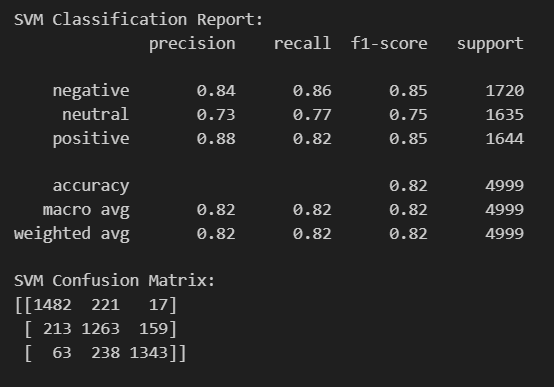 SVM Classification Report:
precision recall f1-score support
negative 0.84 0.86 0.85 1720
neutral 0.73 0.77 0.75 1635
positive 0.88 0.82 0.85 1644
accuracy 0.82 4999
macro avg 0.82 0.82 0.82 4999
weighted avg 0.82 0.82 0.82 4999
SVM Confusion Matrix:
[[1482 221 17]
[ 213 1263 159]
[ 63 238 1343]]